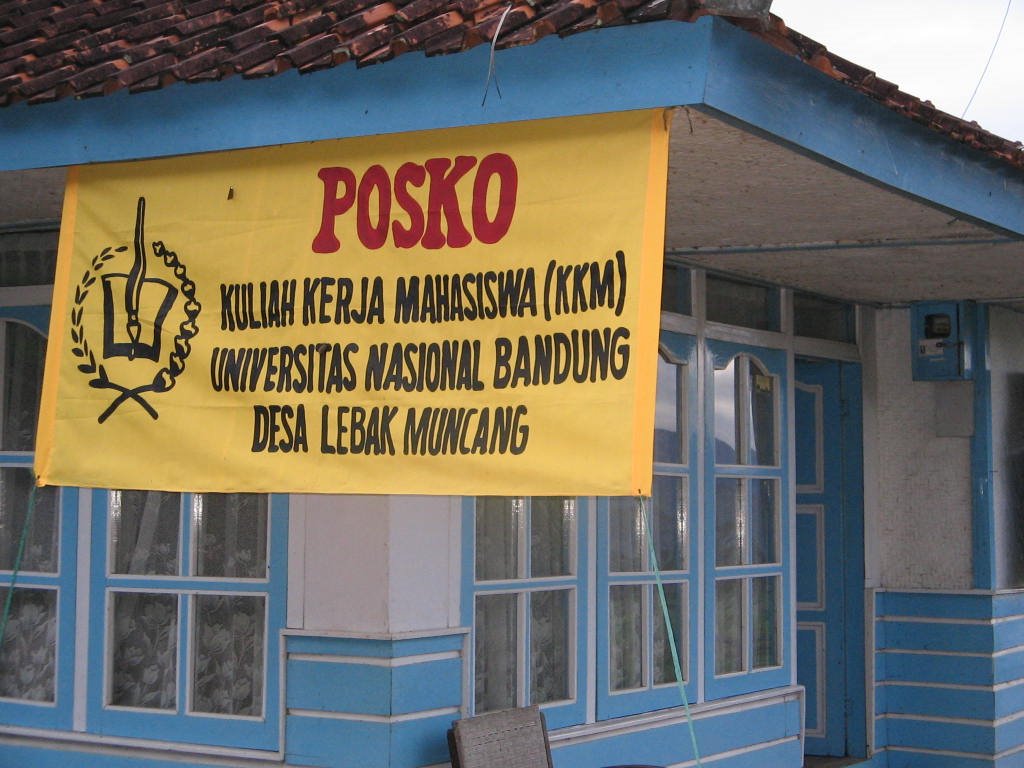 POSKO
KULIAH KERJA MAHASISWA (KKM)
UNIVERSITAS NASIONAL BANDUNG
DESA LEBAK MUNCANG